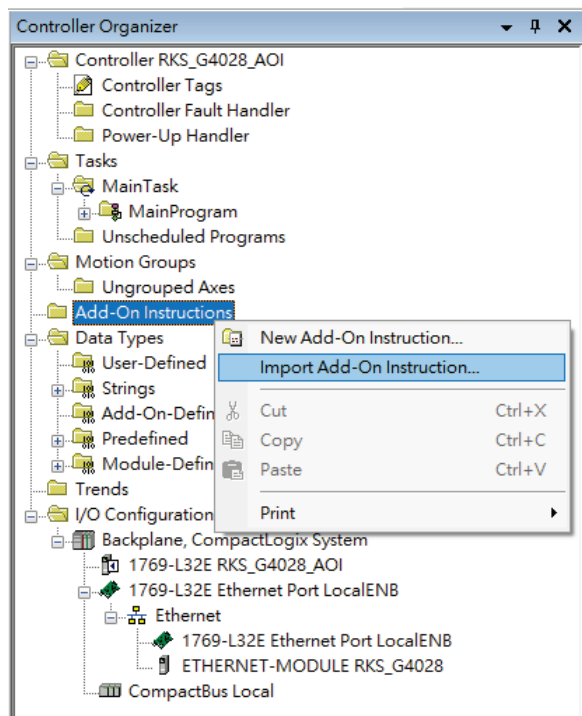 Controller Organizer
Controller RKS_G4028_AOI
Controller Tags
Controller Fault Handler
Power-Up Handler
Tasks
MainTask
MainProgram
Unscheduled Programs
Motion Groups
Ungrouped Axes
Add-On Instructions
Data Types
New Add-On Instruction...
User-Defined
Import Add-On Instruction...
Strings
Add-On-Defin
Cut Ctrl+X
Predefined
Copy Ctrl+C
Module-Defin
Paste Ctrl+V
Trends
I/O Configuration
Print
Backplane, CompactLogix System
1769-L32E RKS_G4028_AOI
1769-L32E Ethernet Port LocalENB
Ethernet
1769-L32E Ethernet Port LocalENB
ETHERNET-MODULE RKS_G4028
CompactBus Local